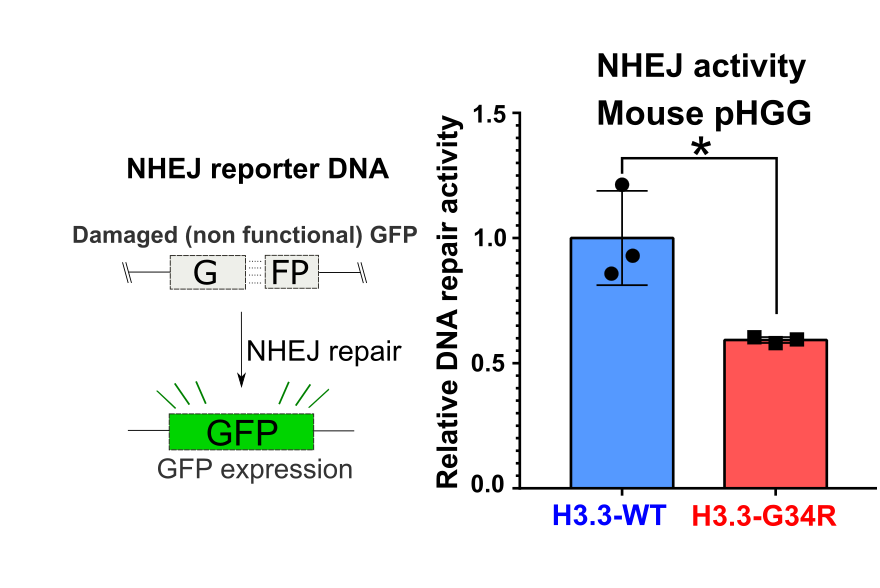 NHEJ reporter DNA
Damaged (non functional) GFP
G FP
NHEJ repair
GFP
GFP expression
NHEJ activity
Mouse pHGG
*
Relative DNA repair activity
1.5
1.0
0.5
0.0
H3.3-WT H3.3-G34R